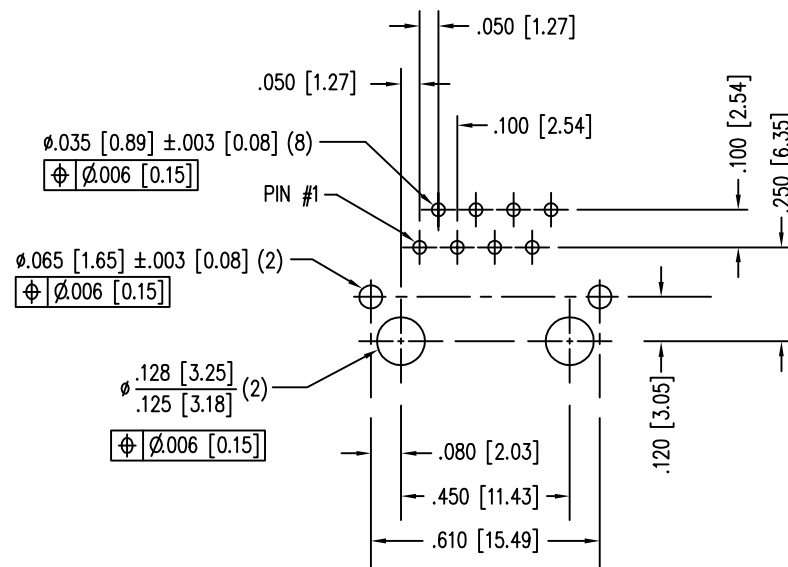 .050 [1.27]
.050 [1.27]
.100 [2.54]
.100 [2.54]
.250 [6.35]
ø.035 [0.89] ±.003 [0.08] (8)
⌖ Ø.006 [0.15]
PIN #1
ø.065 [1.65] ±.003 [0.08] (2)
⌖ Ø.006 [0.15]
ø .128 [3.25]
.125 [3.18] (2)
⌖ Ø.006 [0.15]
.120 [3.05]
.080 [2.03]
.450 [11.43]
.610 [15.49]